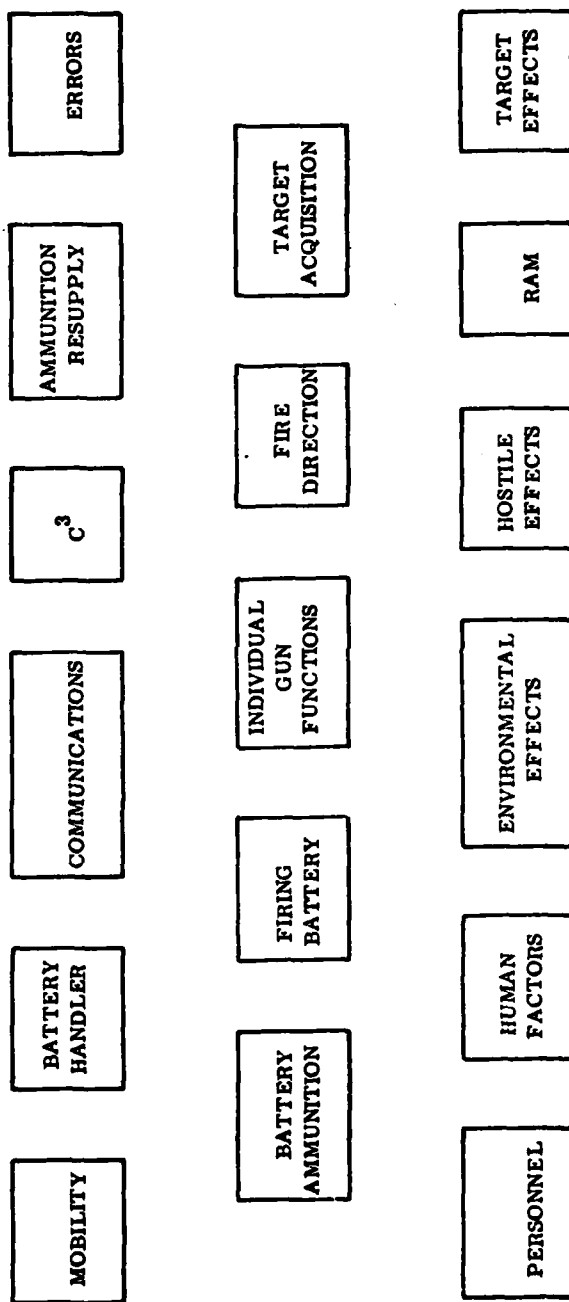 MOBILITY
BATTERY
HANDLER
COMMUNICATIONS
C³
AMMUNITION
RESUPPLY
ERRORS
BATTERY
AMMUNITION
FIRING
BATTERY
INDIVIDUAL
GUN
FUNCTIONS
FIRE
DIRECTION
TARGET
ACQUISITION
PERSONNEL
HUMAN
FACTORS
ENVIRONMENTAL
EFFECTS
HOSTILE
EFFECTS
RAM
TARGET
EFFECTS